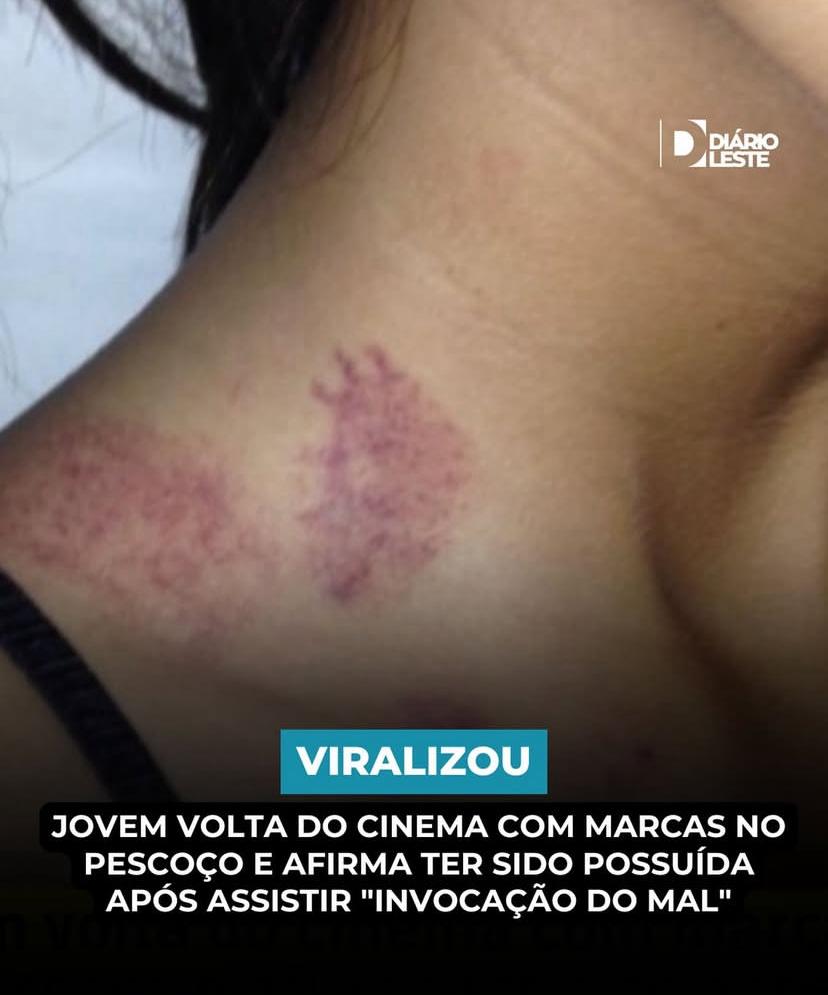 DIÁRIO
LESTE
VIRALIZOU
JOVEM VOLTA DO CINEMA COM MARCAS NO
PESCOÇO E AFIRMA TER SIDO POSSUÍDA
APÓS ASSISTIR "INVOCAÇÃO DO MAL"